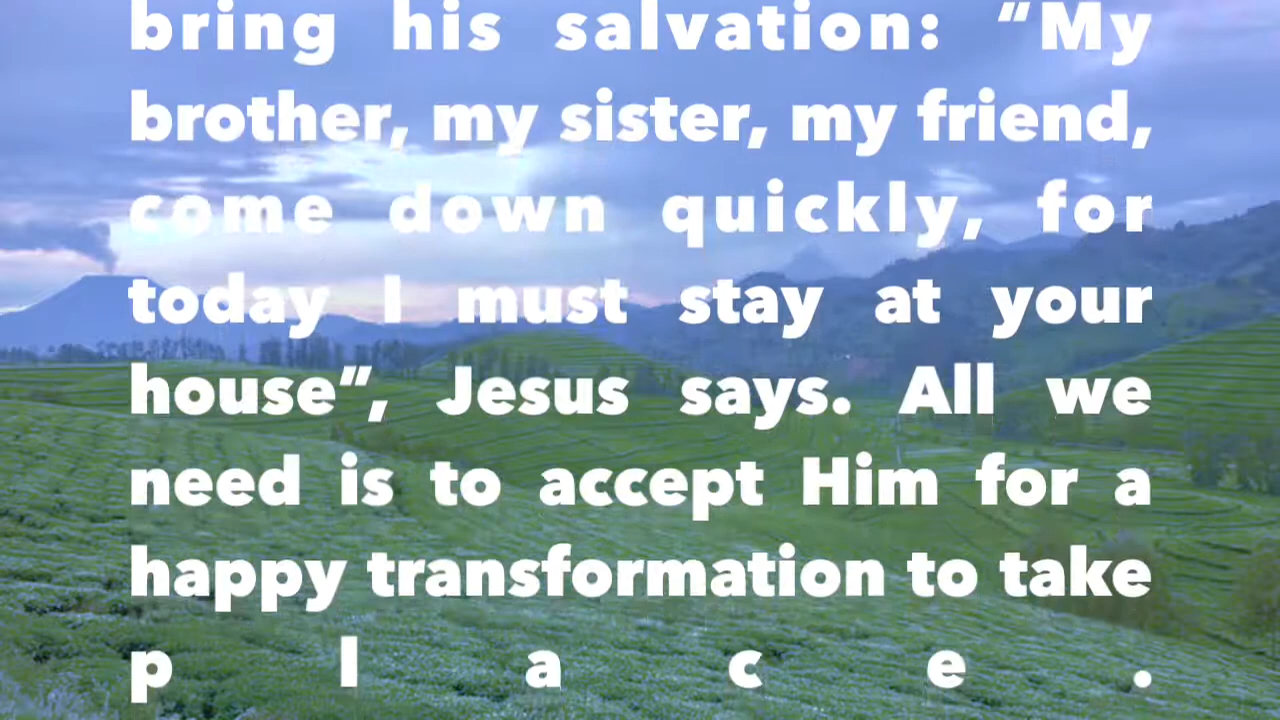 bring his salvation: “My
brother, my sister, my friend,
come down quickly, for
today I must stay at your
house”, Jesus says. All we
need is to accept Him for a
happy transformation to take
place.